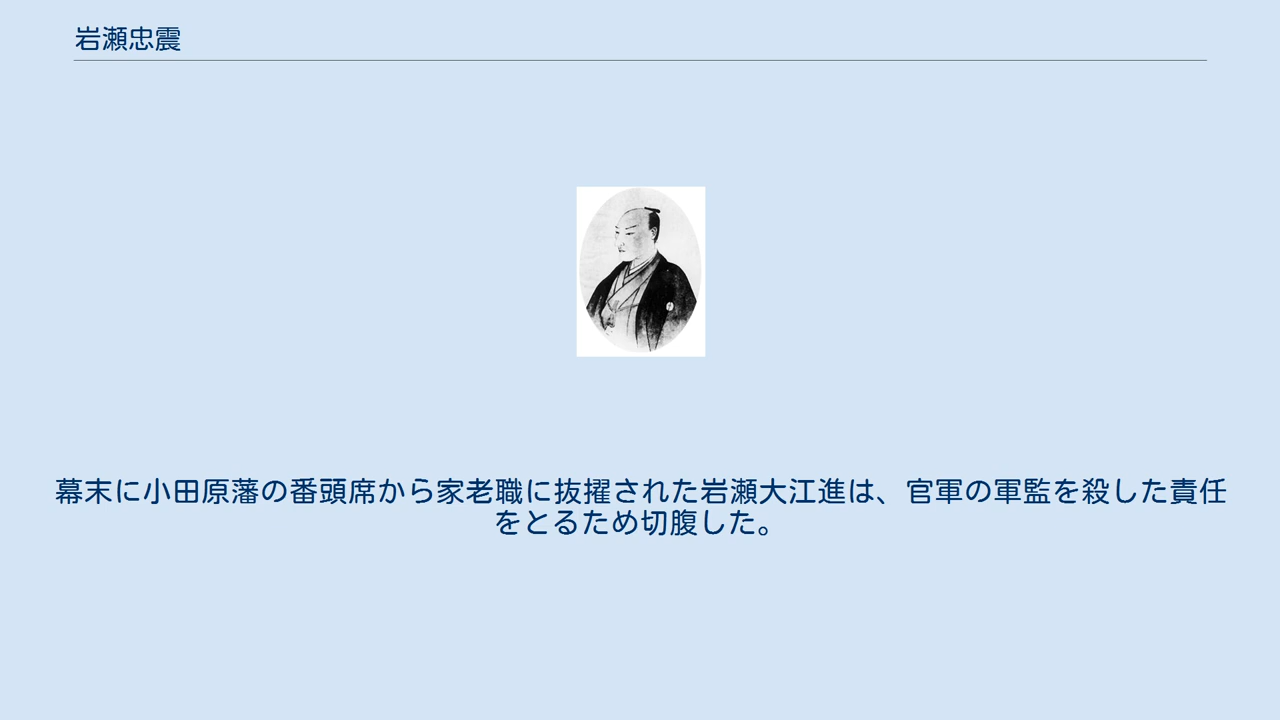 岩瀬忠震
幕末に小田原藩の番頭席から家老職に抜擢された岩瀬大江進は、官軍の軍監を殺した責任
をとるため切腹した。